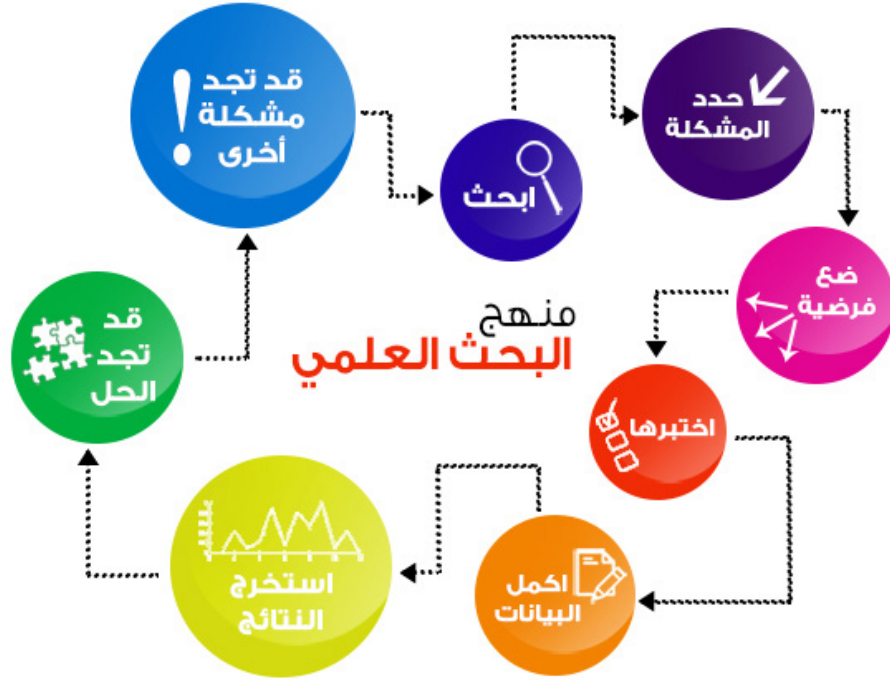 منهج
البحث العلمي
ابحث
حدد
المشكلة
ضع
فرضية
اختبرها
اكمل
البيانات
استخرج
النتائج
قد
تجد
الحل
قد تجد
مشكلة
أخرى
!